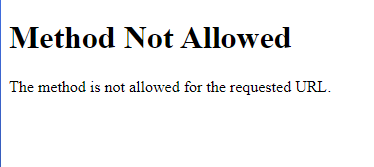 Method Not Allowed
The method is not allowed for the requested URL.